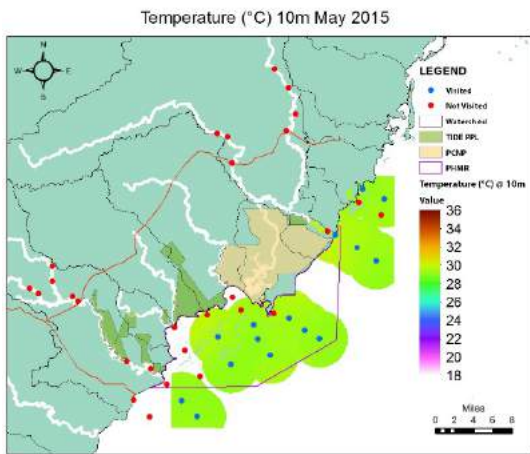 Temperature (°C) 10m May 2015
N
W
E
S
LEGEND
Visited
Not Visited
Watershed
TIDE PPL
PCNP
PHMR
Temperature (°C) @ 10m
Value
36
34
32
30
28
26
24
22
20
18
Miles
0 1 2 4 6 8